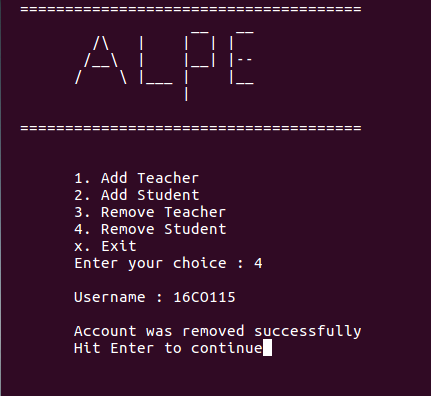 ======================================
ALPE
======================================
1. Add Teacher
2. Add Student
3. Remove Teacher
4. Remove Student
x. Exit
Enter your choice : 4
Username : 16CO115
Account was removed successfully
Hit Enter to continue